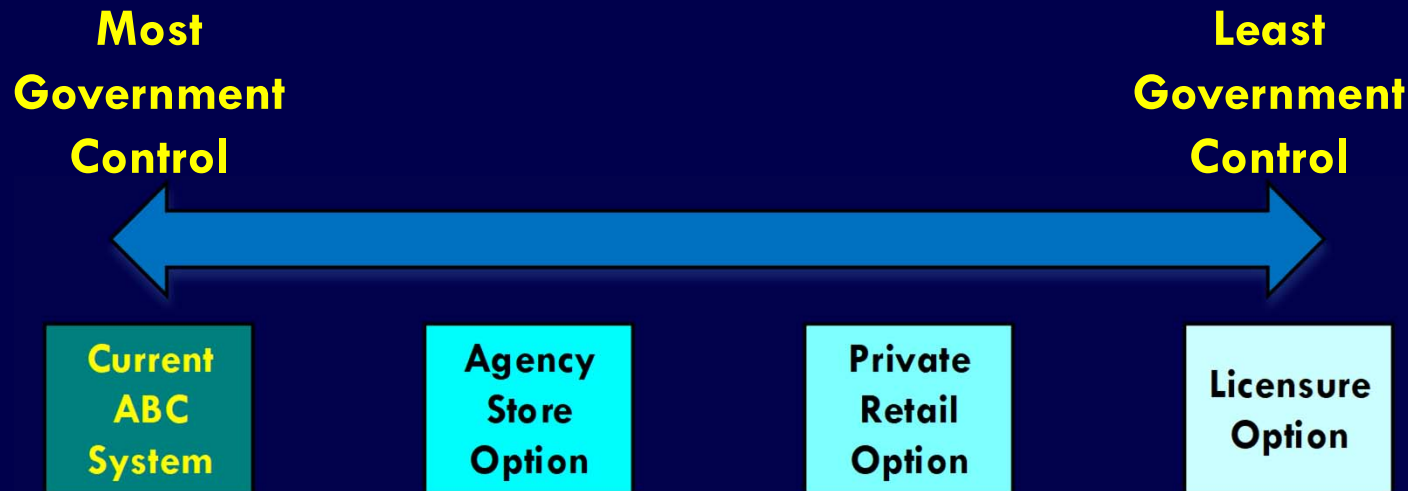 Most
Government
Control
Least
Government
Control
Current
ABC
System
Agency
Store
Option
Private
Retail
Option
Licensure
Option